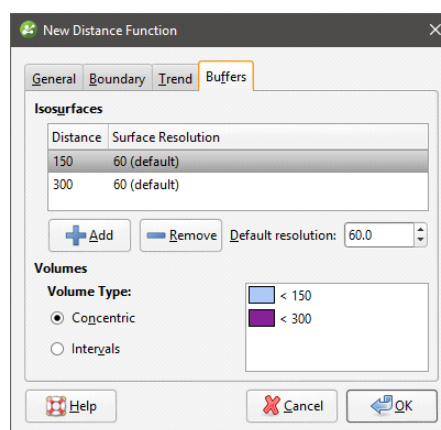 New Distance Function
General Boundary Trend Buffers
Isosurfaces
Distance Surface Resolution
150 60 (default)
300 60 (default)
Add Remove Default resolution: 60.0
Volumes
Volume Type:
Concentric
Intervals
< 150
< 300
Help Cancel OK